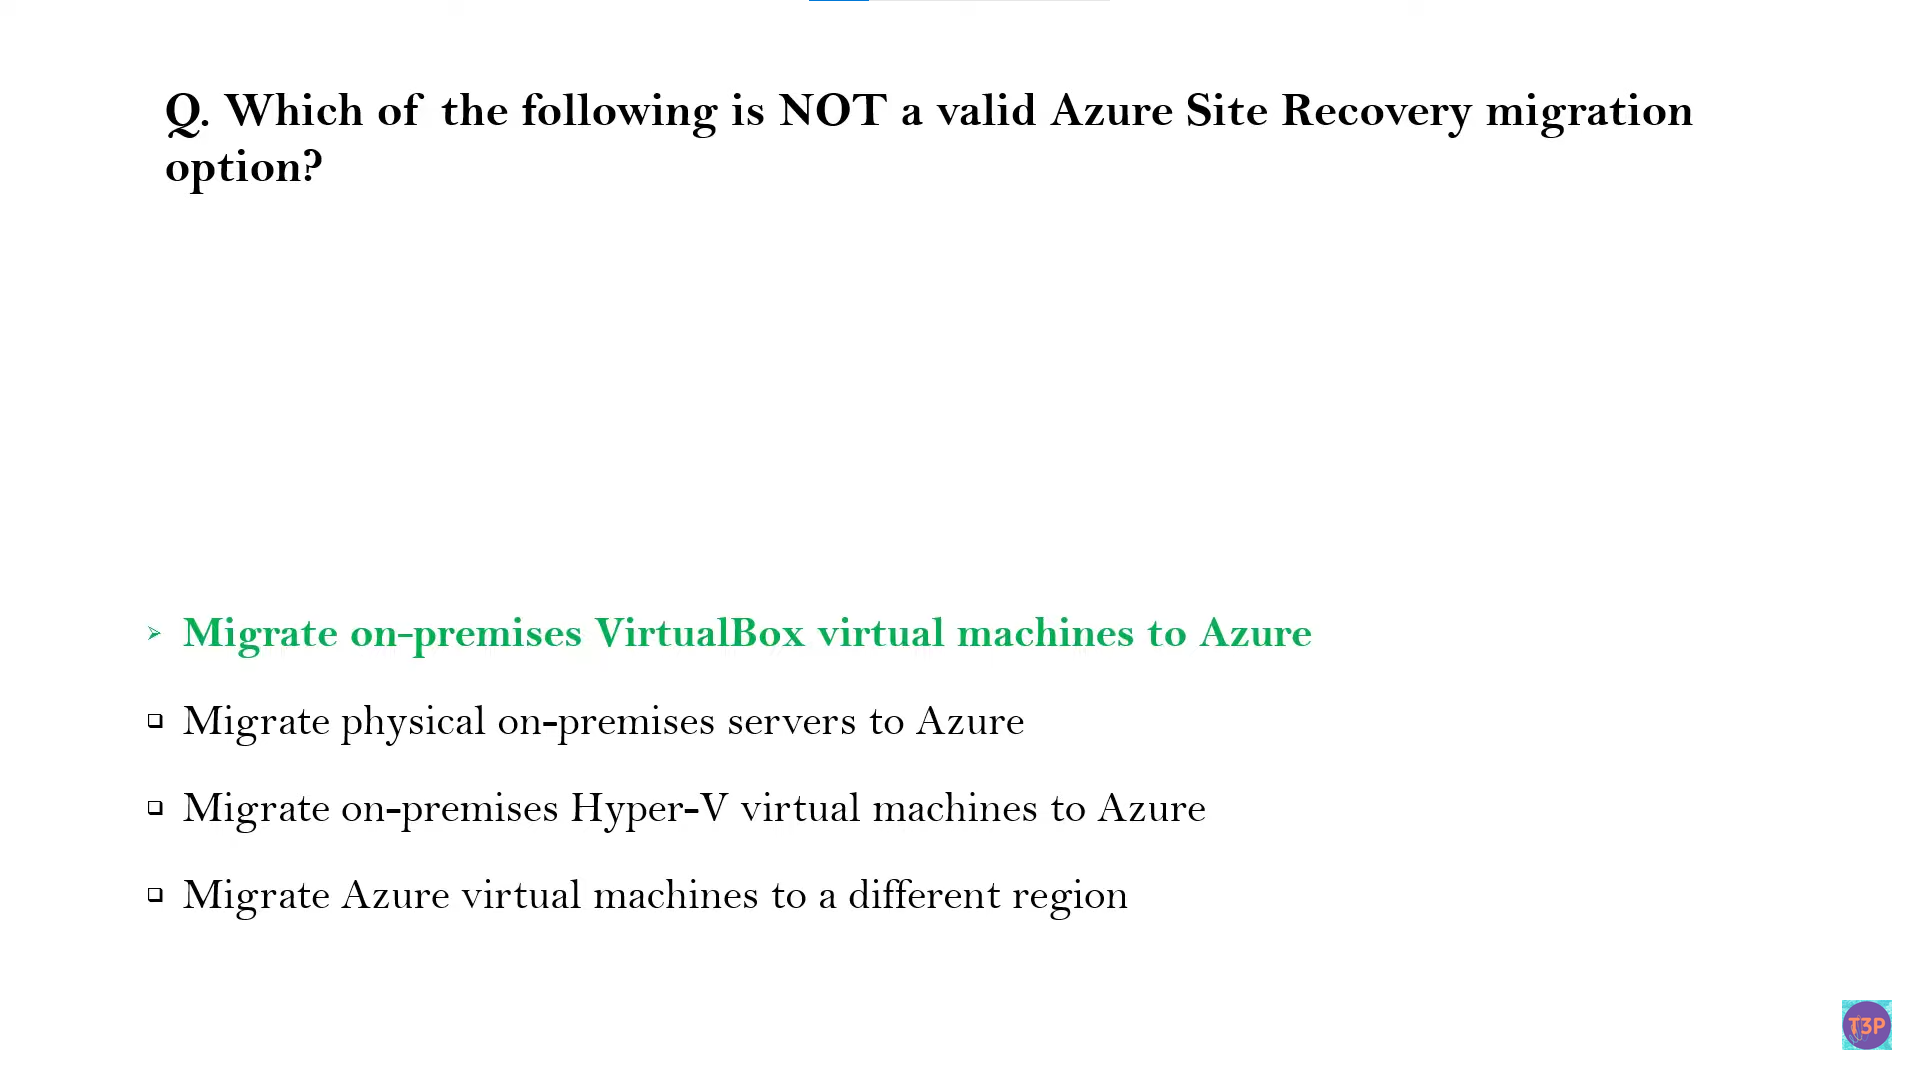 Q. Which of the following is NOT a valid Azure Site Recovery migration
option?
Migrate on-premises VirtualBox virtual machines to Azure
Migrate physical on-premises servers to Azure
Migrate on-premises Hyper-V virtual machines to Azure
Migrate Azure virtual machines to a different region
T3P